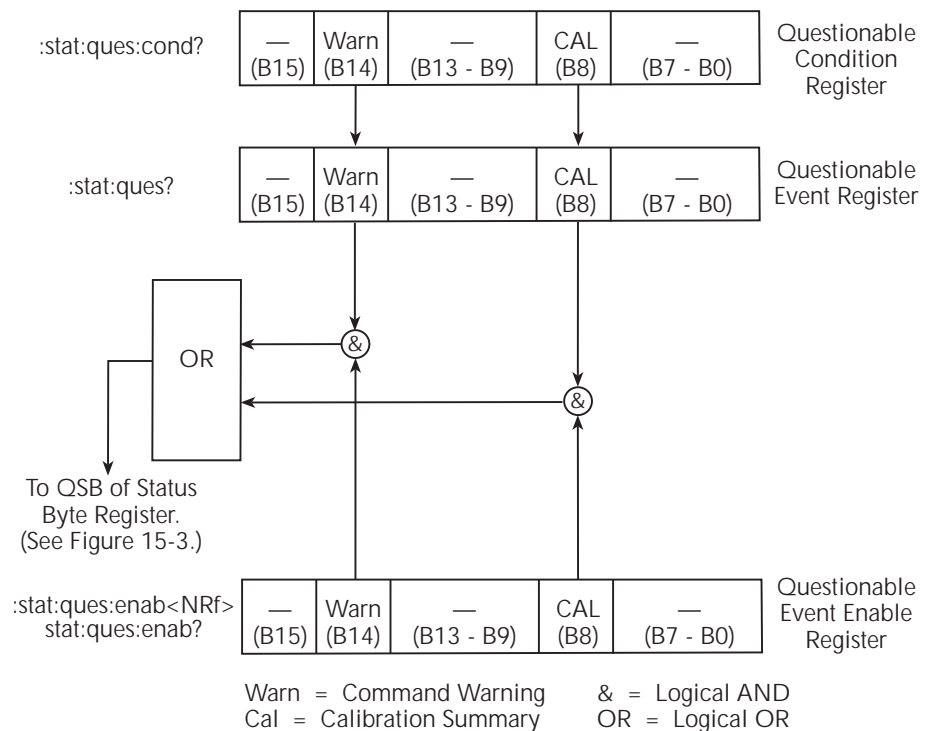 :stat:ques:cond?
— Warn — CAL —
(B15) (B14) (B13 - B9) (B8) (B7 - B0)
Questionable
Condition
Register
:stat:ques?
— Warn — CAL —
(B15) (B14) (B13 - B9) (B8) (B7 - B0)
Questionable
Event Register
&
OR
&
To QSB of Status
Byte Register.
(See Figure 15-3.)
:stat:ques:enab<NRf>
stat:ques:enab?
— Warn — CAL —
(B15) (B14) (B13 - B9) (B8) (B7 - B0)
Questionable
Event Enable
Register
Warn = Command Warning
Cal = Calibration Summary
& = Logical AND
OR = Logical OR